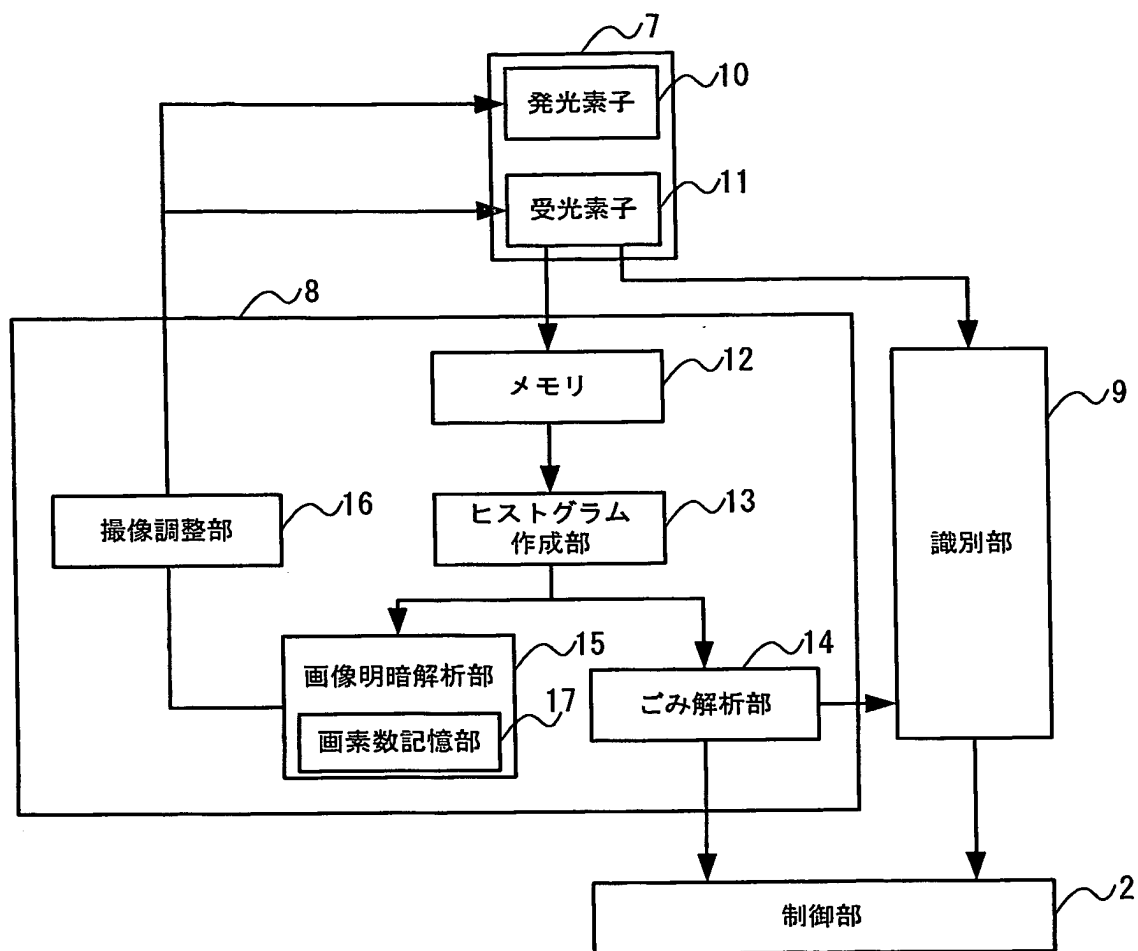 7
発光素子
10
受光素子
11
8
メモリ
12
9
撮像調整部
16
ヒストグラム
作成部
13
識別部
画像明暗解析部
15
画素数記憶部
17
ごみ解析部
14
制御部
2